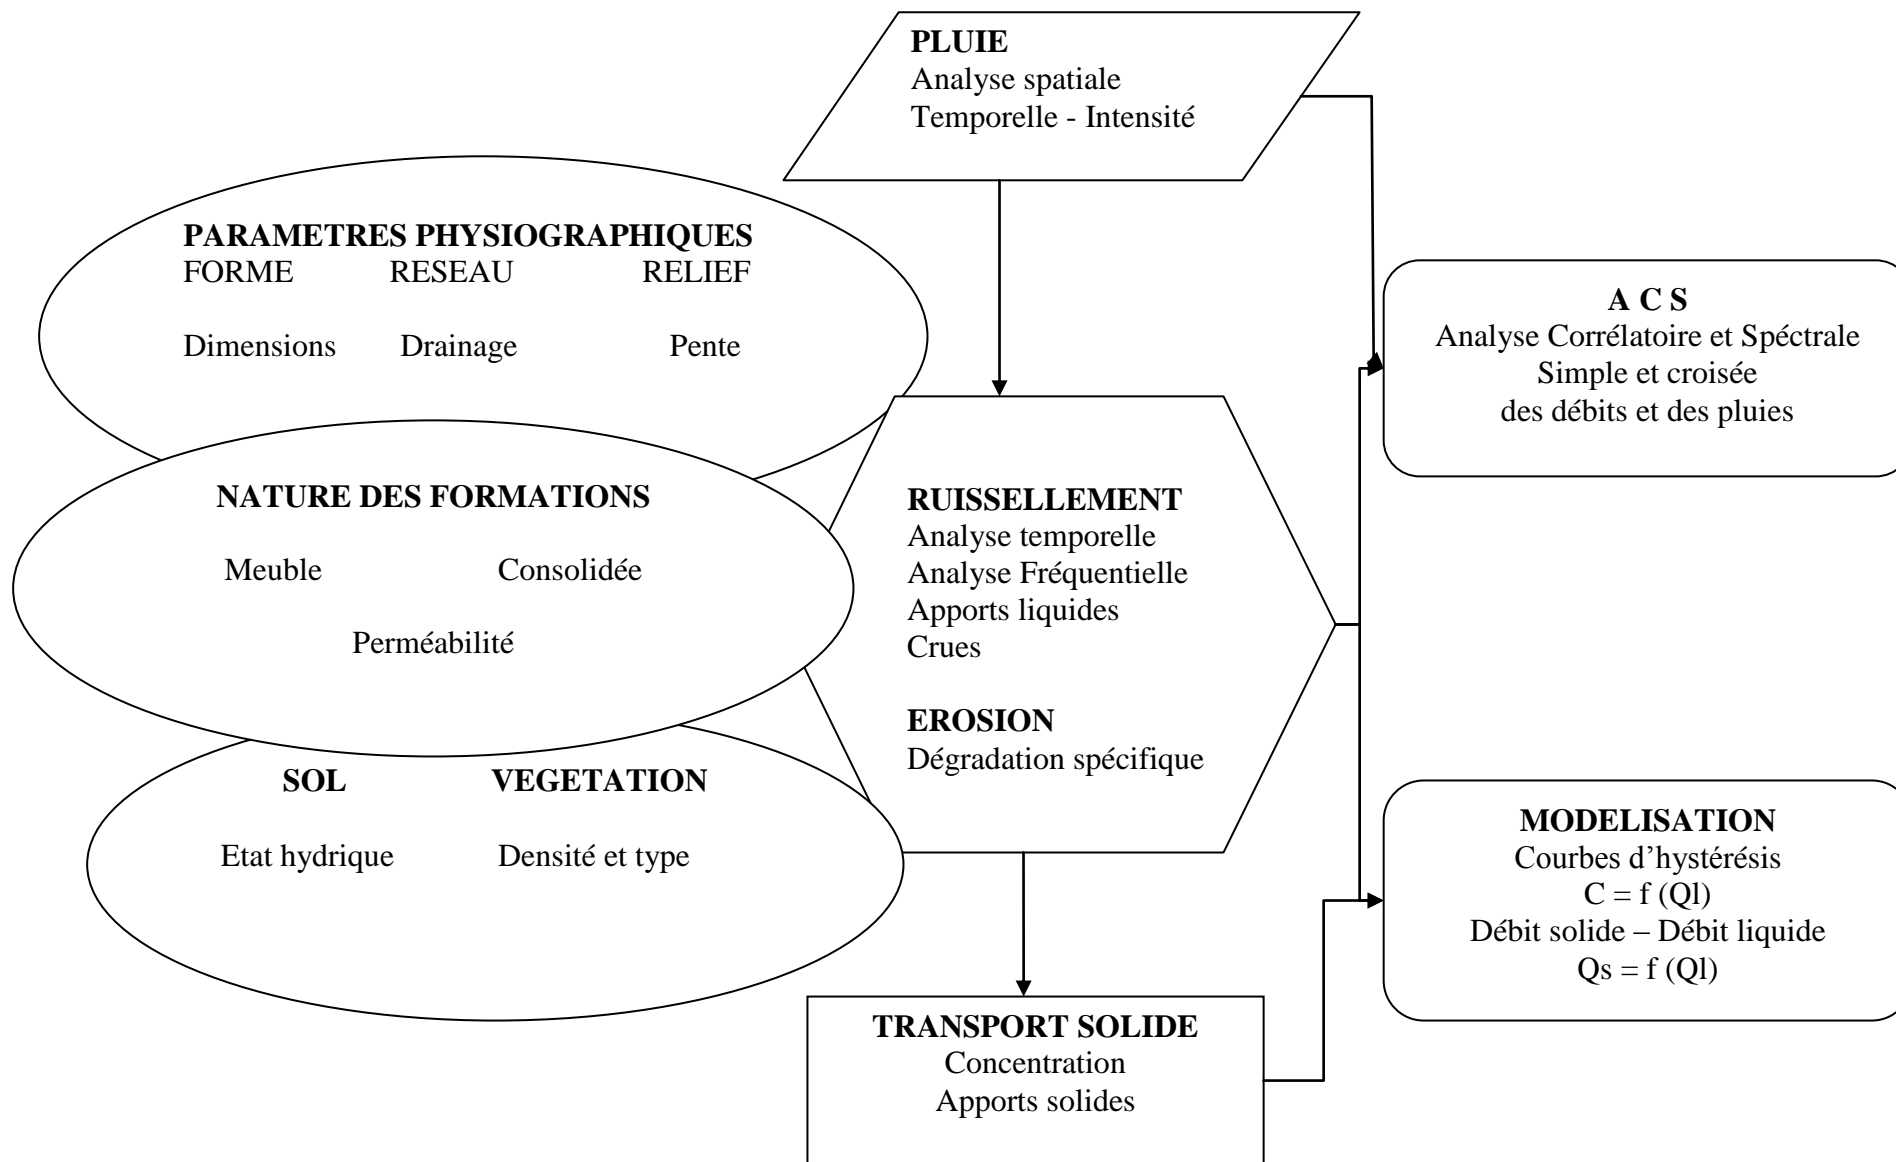 PLUIE
Analyse spatiale
Temporelle - Intensité
PARAMETRES PHYSIOGRAPHIQUES
FORME RESEAU RELIEF
Dimensions Drainage Pente
NATURE DES FORMATIONS
Meuble Consolidée
Perméabilité
SOL VEGETATION
Etat hydrique Densité et type
RUISSELLEMENT
Analyse temporelle
Analyse Fréquentielle
Apports liquides
Crues
EROSION
Dégradation spécifique
TRANSPORT SOLIDE
Concentration
Apports solides
A C S
Analyse Corrélatoire et Spéctrale
Simple et croisée
des débits et des pluies
MODELISATION
Courbes d’hystérésis
C = f (Ql)
Débit solide – Débit liquide
Qs = f (Ql)